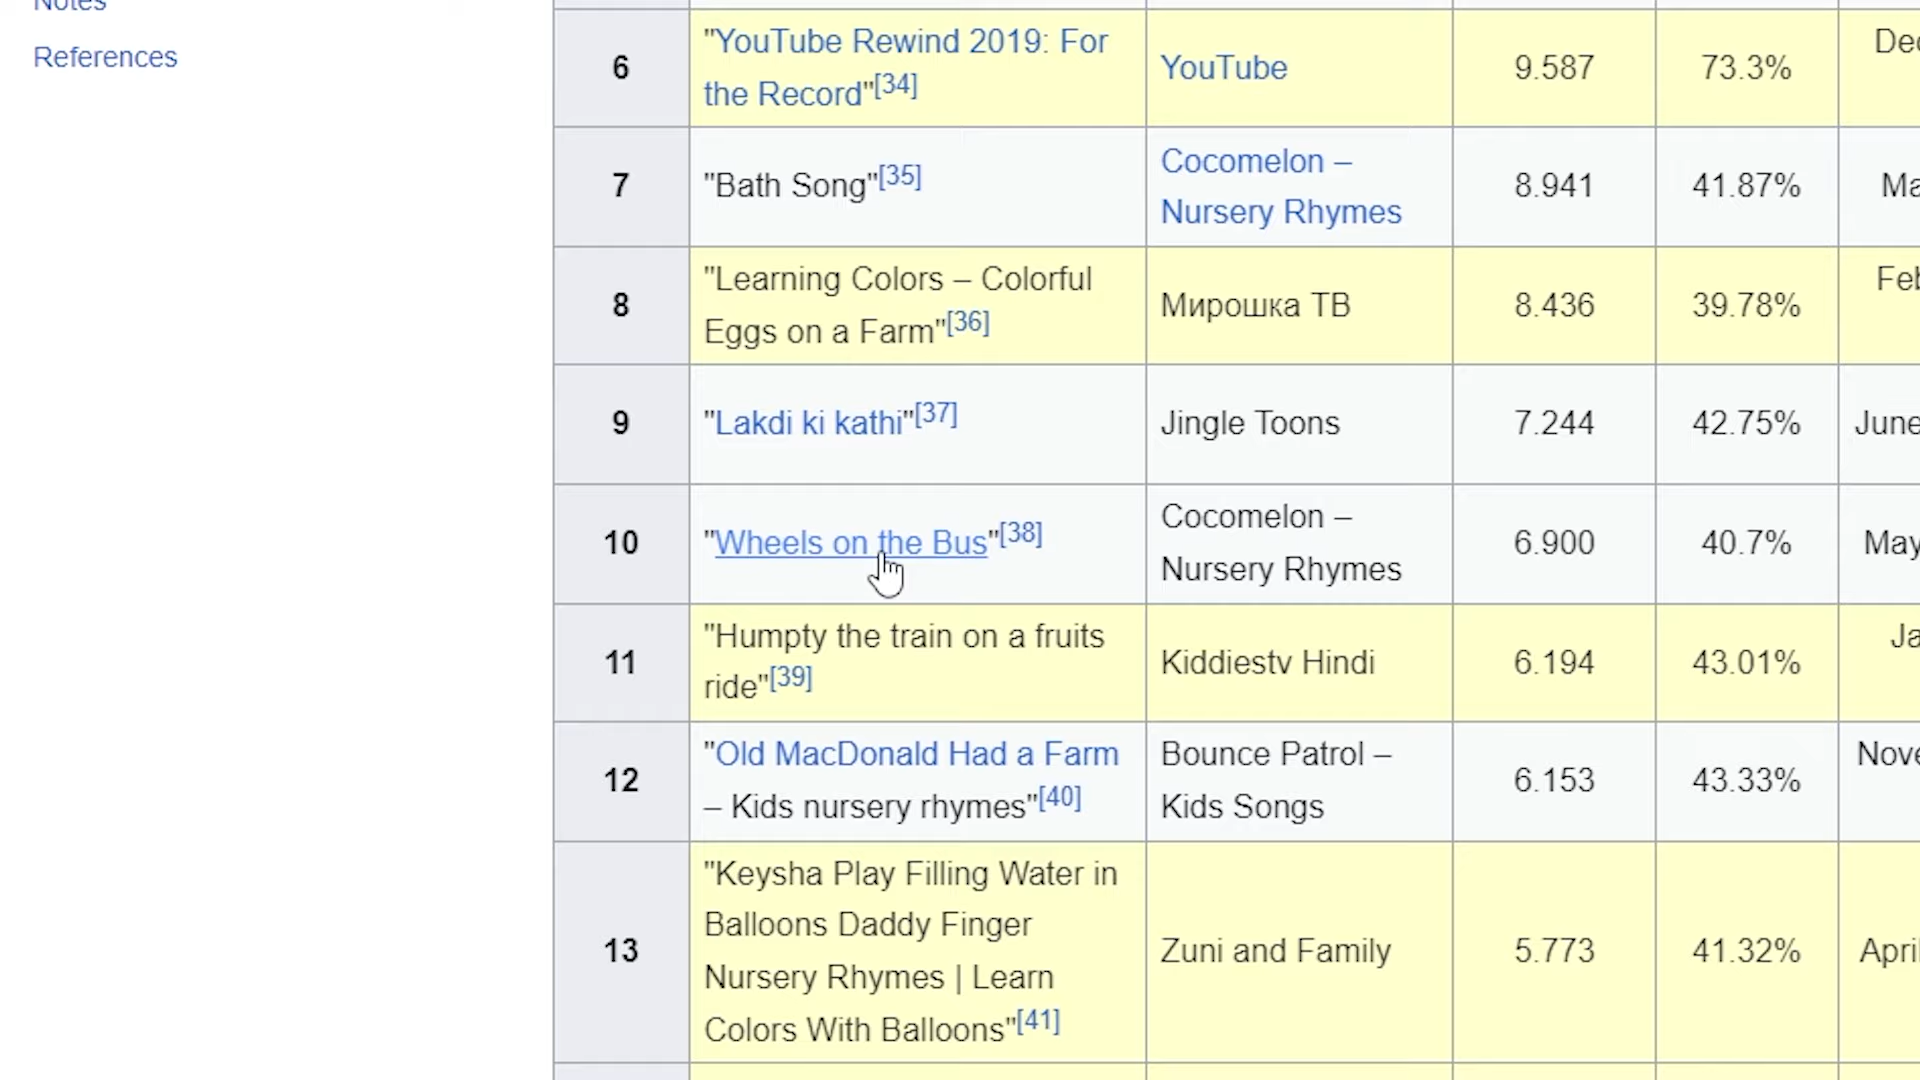 Notes
References
6
"YouTube Rewind 2019: For
the Record"[34]
YouTube
9.587
73.3%
7
"Bath Song"[35]
Cocomelon –
Nursery Rhymes
8.941
41.87%
8
"Learning Colors – Colorful
Eggs on a Farm"[36]
Мирошка ТВ
8.436
39.78%
9
"Lakdi ki kathi"[37]
Jingle Toons
7.244
42.75%
June
10
"Wheels on the Bus"[38]
Cocomelon –
Nursery Rhymes
6.900
40.7%
May
11
"Humpty the train on a fruits
ride"[39]
Kiddiestv Hindi
6.194
43.01%
12
"Old MacDonald Had a Farm
– Kids nursery rhymes"[40]
Bounce Patrol –
Kids Songs
6.153
43.33%
13
"Keysha Play Filling Water in
Balloons Daddy Finger
Nursery Rhymes | Learn
Colors With Balloons"[41]
Zuni and Family
5.773
41.32%